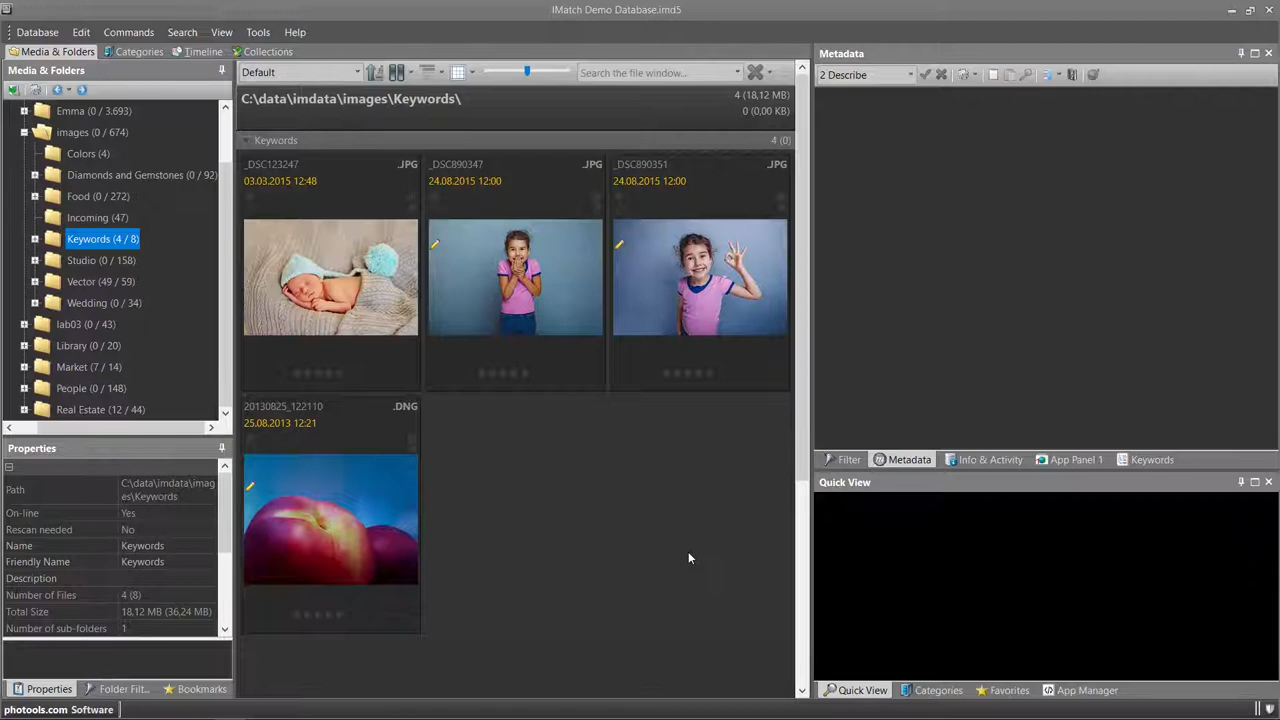 IMatch Demo Database.imd5
Database Edit Commands Search View Tools Help
Media & Folders Categories Timeline Collections
Media & Folders
Emma (0 / 3.693)
images (0 / 674)
Colors (4)
Diamonds and Gemstones (0 / 92)
Food (0 / 272)
Incoming (47)
Keywords (4 / 8)
Studio (0 / 158)
Vector (49 / 59)
Wedding (0 / 34)
lab03 (0 / 43)
Library (0 / 20)
Market (7 / 14)
People (0 / 148)
Real Estate (12 / 44)
Properties
Path C:\data\imdata\imag
es\Keywords
On-line Yes
Rescan needed No
Name Keywords
Friendly Name Keywords
Description
Number of Files 4 (8)
Total Size 18,12 MB (36,24 MB)
Number of sub-folders 1
Properties Folder Filt... Bookmarks
photools.com Software
Default Search the file window...
C:\data\imdata\images\Keywords\ 4 (18,12 MB)
0 (0,00 KB)
Keywords 4 (0)
_DSC123247 .JPG
03.03.2015 12:48
_DSC890347 .JPG
24.08.2015 12:00
_DSC890351 .JPG
24.08.2015 12:00
20130825_122110 .DNG
25.08.2013 12:21
Metadata
2 Describe
Filter Metadata Info & Activity App Panel 1 Keywords
Quick View
Quick View Categories Favorites App Manager